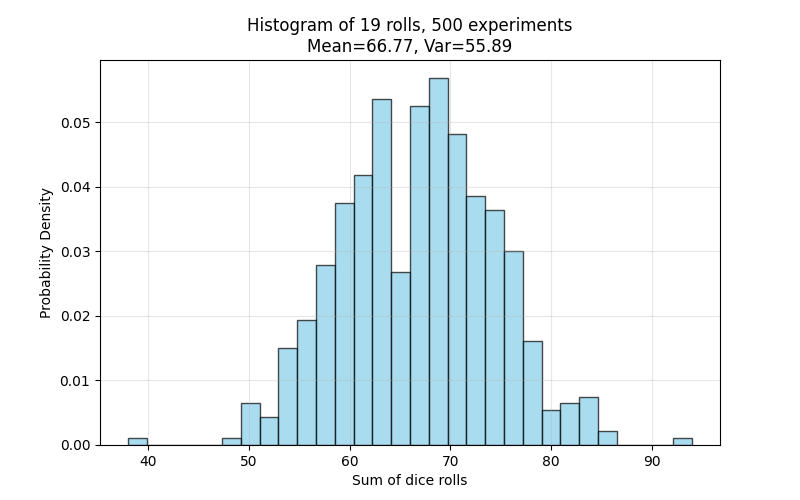 Histogram of 19 rolls, 500 experiments
Mean=66.77, Var=55.89
Probability Density
0.05
0.04
0.03
0.02
0.01
0.00
40 50 60 70 80 90
Sum of dice rolls